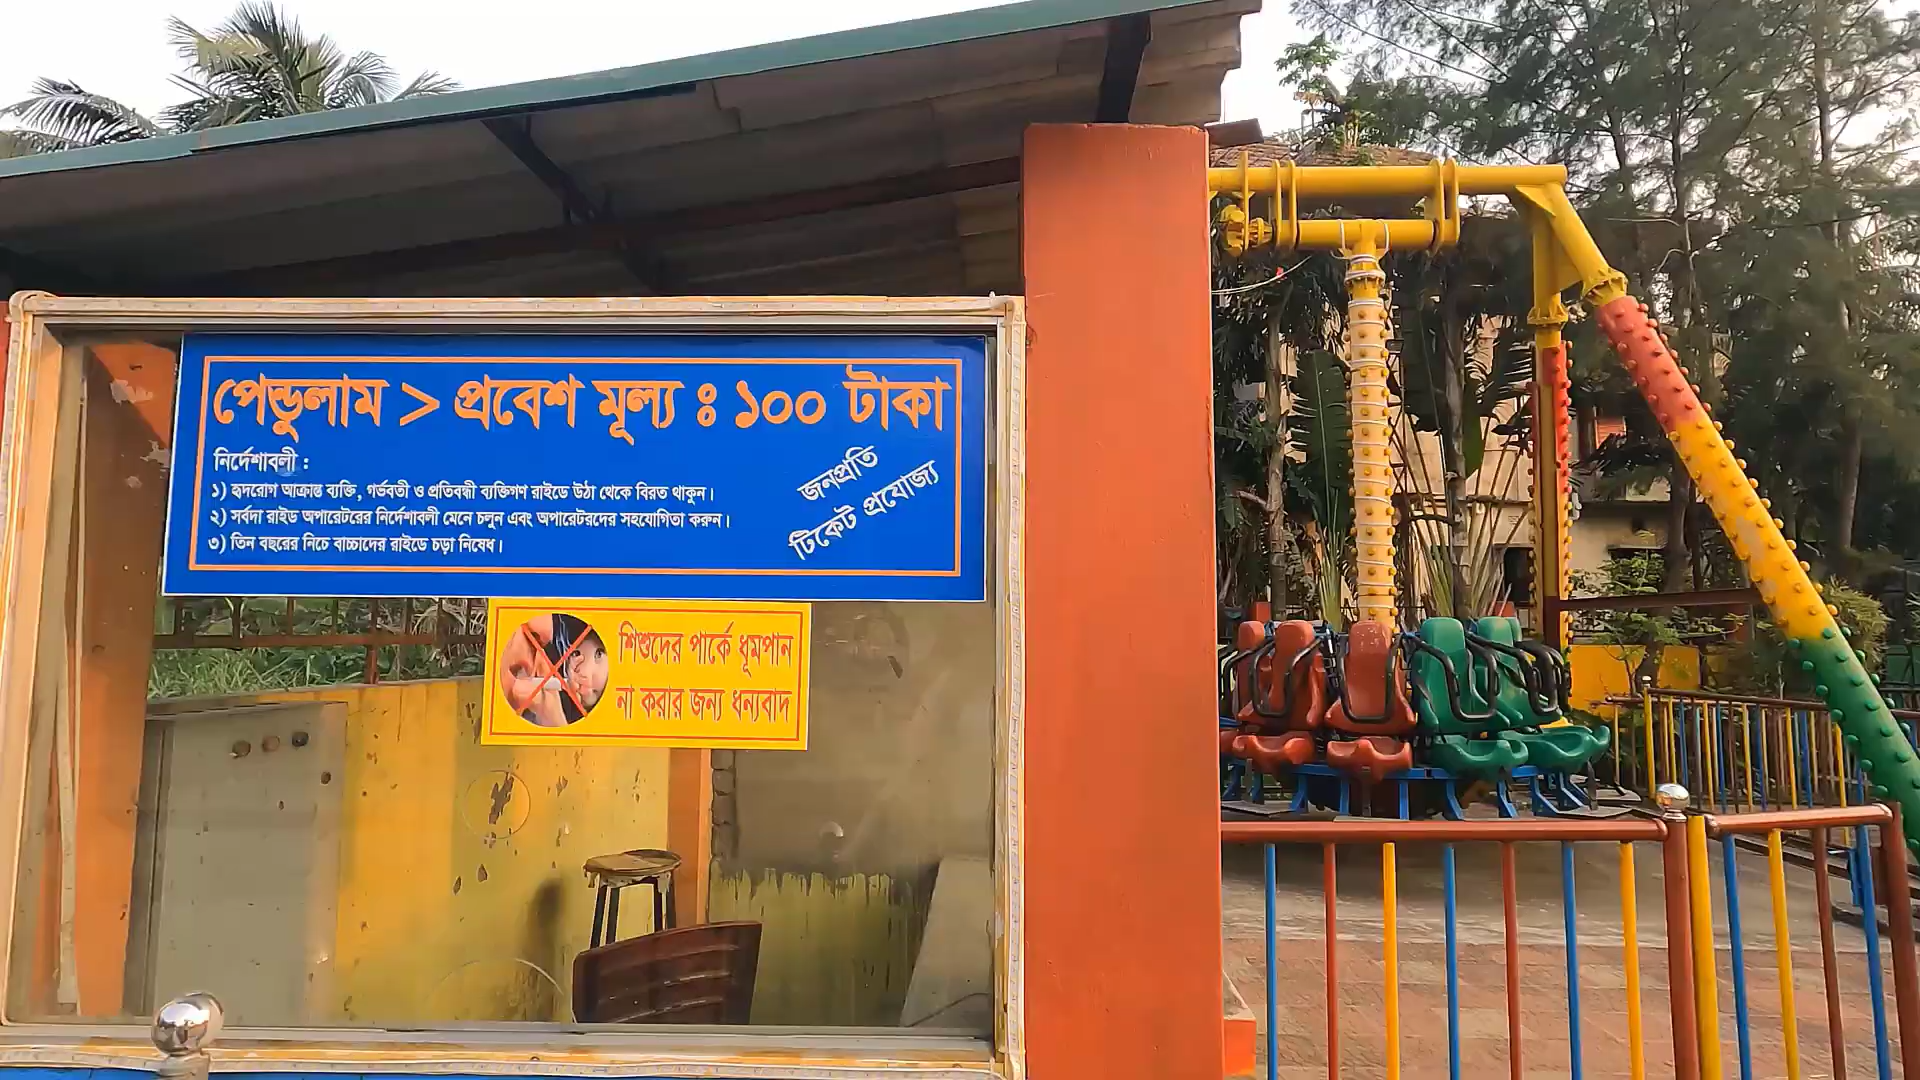 পেন্ডুলাম > প্রবেশ মূল্য ঃ ১০০ টাকা
নির্দেশাবলী :
১) হৃদরোগ আক্রান্ত ব্যক্তি, গর্ভবতী ও প্রতিবন্ধী ব্যক্তিগণ রাইডে উঠা থেকে বিরত থাকুন।
২) সর্বদা রাইড অপারেটরের নির্দেশাবলী মেনে চলুন এবং অপারেটরদের সহযোগিতা করুন।
৩) তিন বছরের নিচে বাচ্চাদের রাইডে চড়া নিষেধ।
জনপ্রতি
টিকেট প্রযোজ্য
শিশুদের পার্কে ধূমপান
না করার জন্য ধন্যবাদ